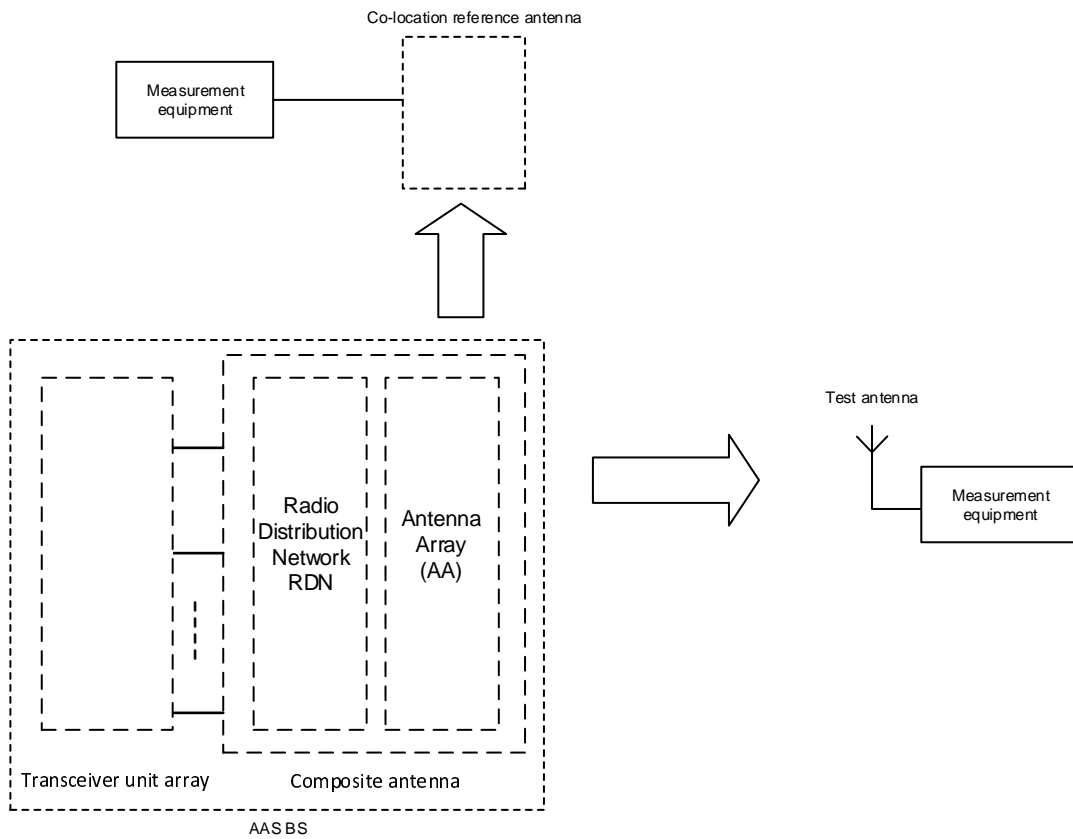 Co-location reference antenna
Measurement
equipment
Test antenna
Measurement
equipment
Radio
Distribution
Network
RDN
Antenna
Array
(AA)
Transceiver unit array
Composite antenna
AAS BS